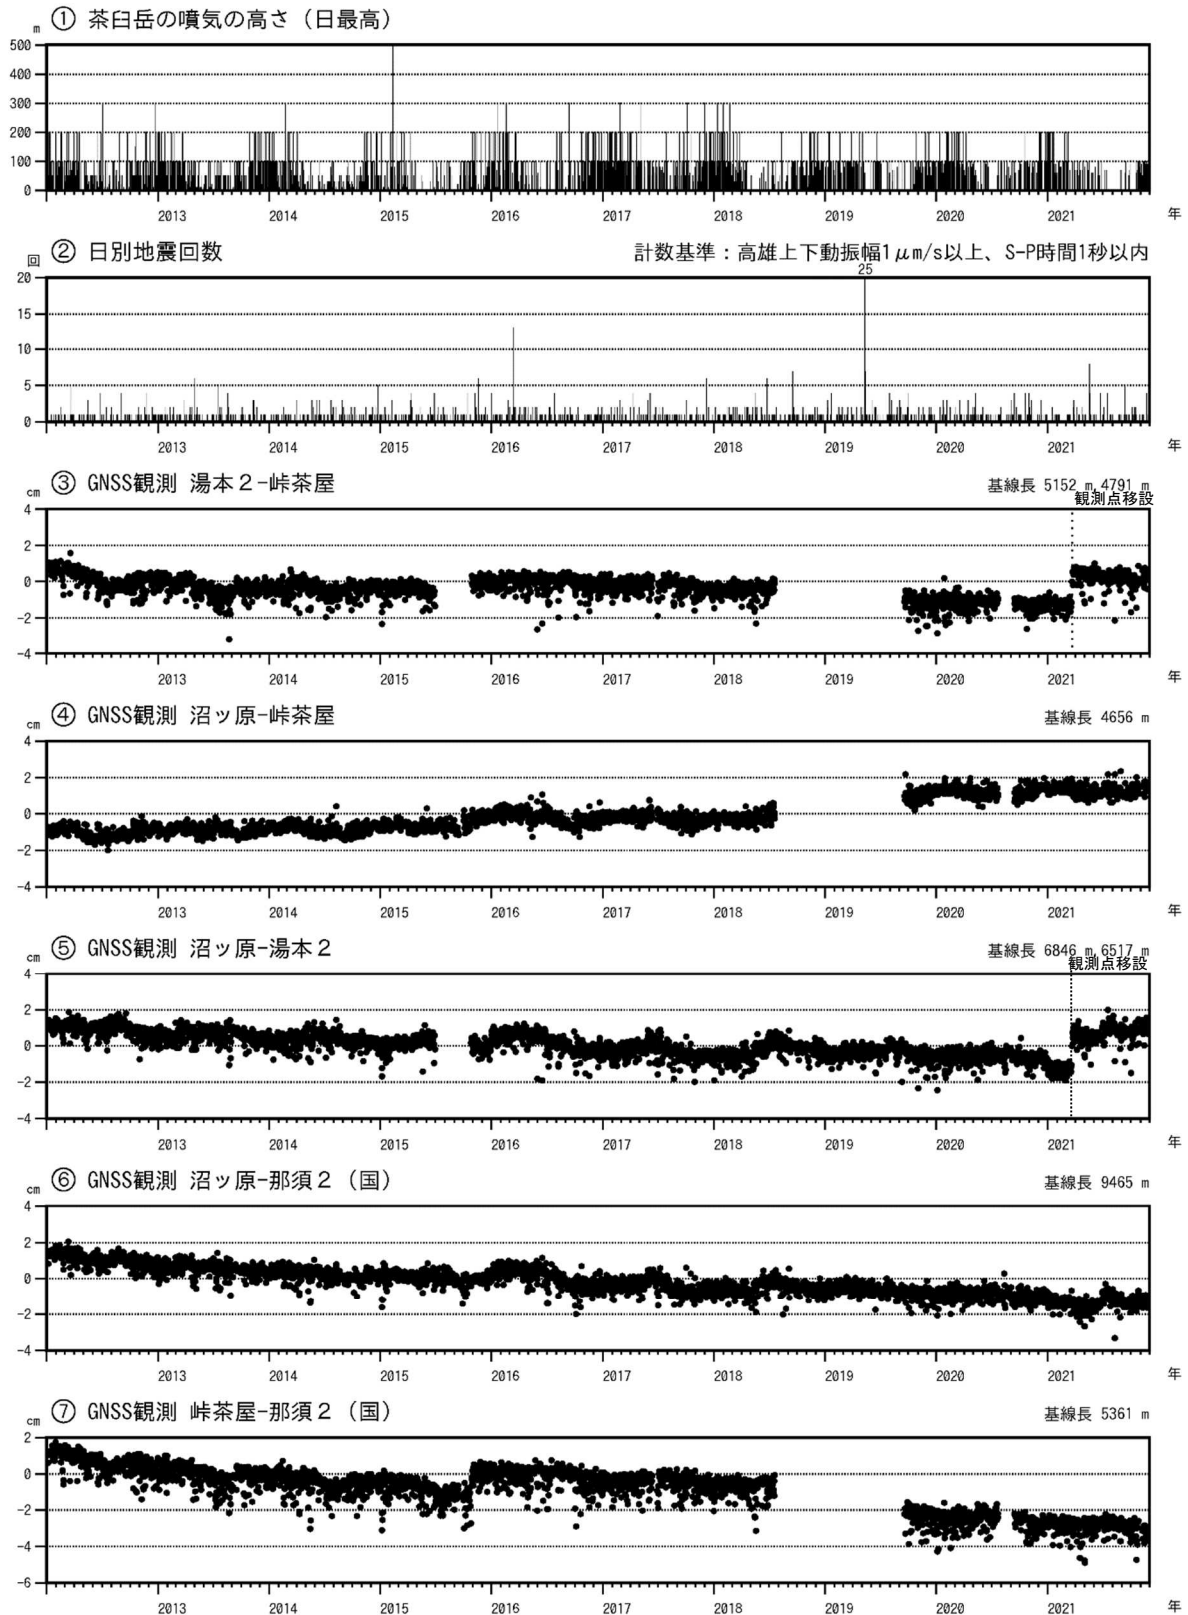 ① 茶臼岳の噴気の高さ（日最高）
m
500
400
300
200
100
0
2013 2014 2015 2016 2017 2018 2019 2020 2021 年
② 日別地震回数 計数基準：高雄上下動振幅1μm/s以上、S-P時間1秒以内
回
25
20
15
10
5
0
2013 2014 2015 2016 2017 2018 2019 2020 2021 年
③ GNSS観測 湯本２-峠茶屋 基線長 5152 m,4791 m
cm
観測点移設
4
2
0
-2
-4
2013 2014 2015 2016 2017 2018 2019 2020 2021 年
④ GNSS観測 沼ッ原-峠茶屋 基線長 4656 m
cm
4
2
0
-2
-4
2013 2014 2015 2016 2017 2018 2019 2020 2021 年
⑤ GNSS観測 沼ッ原-湯本２ 基線長 6846 m,6517 m
cm
観測点移設
4
2
0
-2
-4
2013 2014 2015 2016 2017 2018 2019 2020 2021 年
⑥ GNSS観測 沼ッ原-那須２（国） 基線長 9465 m
cm
4
2
0
-2
-4
2013 2014 2015 2016 2017 2018 2019 2020 2021 年
⑦ GNSS観測 峠茶屋-那須２（国） 基線長 5361 m
cm
2
0
-2
-4
-6
2013 2014 2015 2016 2017 2018 2019 2020 2021 年